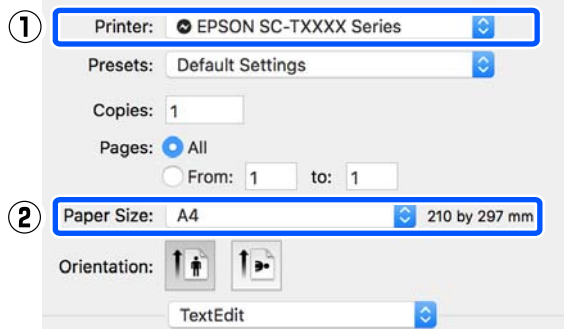 ① Printer: EPSON SC-TXXXX Series
Presets: Default Settings
Copies: 1
Pages: All
From: 1 to: 1
② Paper Size: A4 210 by 297 mm
Orientation:
TextEdit